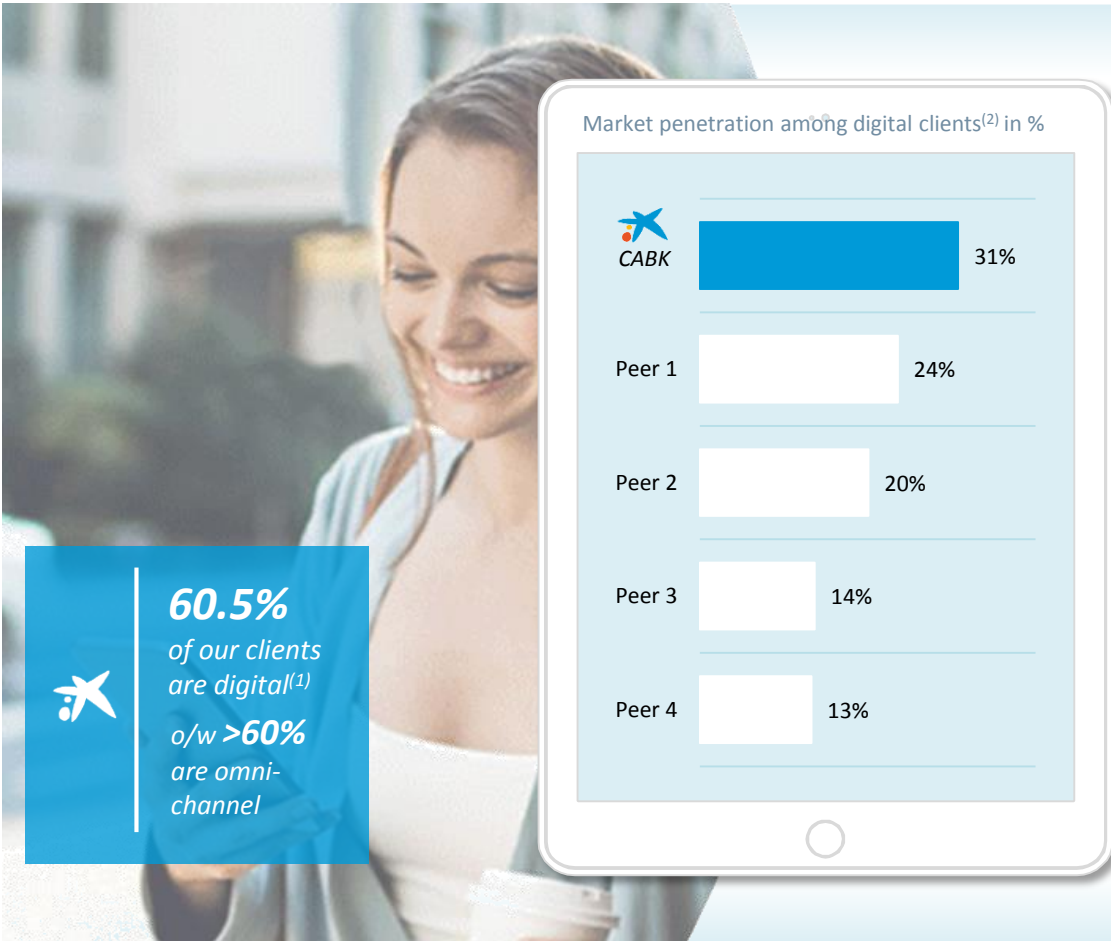 Market penetration among digital clients(2) in %
CABK
31%
Peer 1
24%
Peer 2
20%
Peer 3
14%
Peer 4
13%
60.5%
of our clients
are digital(1)
o/w >60%
are omni-
channel